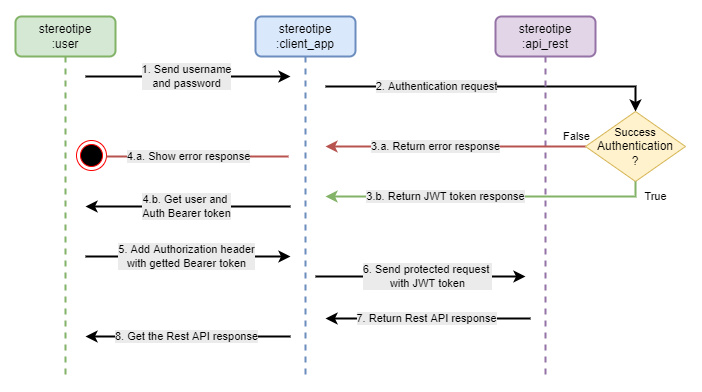 stereotipe
:user
stereotipe
:client_app
stereotipe
:api_rest
1. Send username
and password
2. Authentication request
Success
Authentication
?
False
3.a. Return error response
4.a. Show error response
True
3.b. Return JWT token response
4.b. Get user and
Auth Bearer token
5. Add Authorization header
with getted Bearer token
6. Send protected request
with JWT token
7. Return Rest API response
8. Get the Rest API response